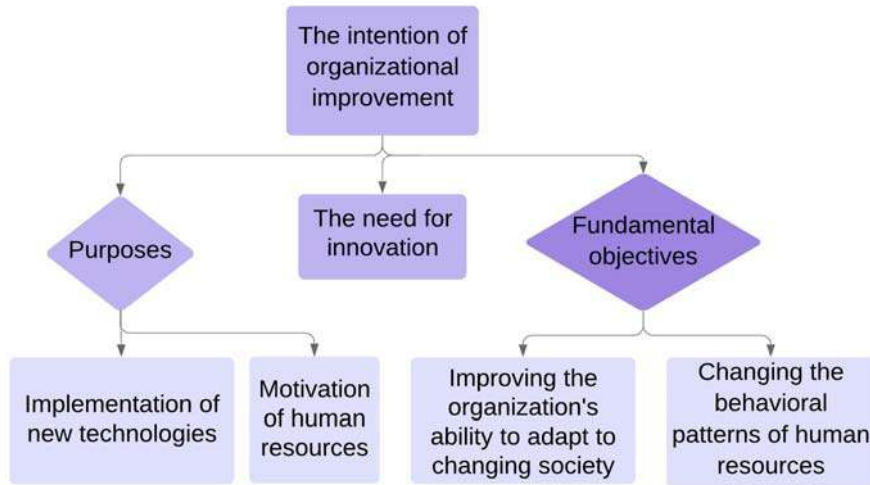 The intention of
organizational
improvement
Purposes
The need for
innovation
Fundamental
objectives
Implementation of
new technologies
Motivation
of human
resources
Improving the
organization's
ability to adapt to
changing society
Changing the
behavioral
patterns of human
resources